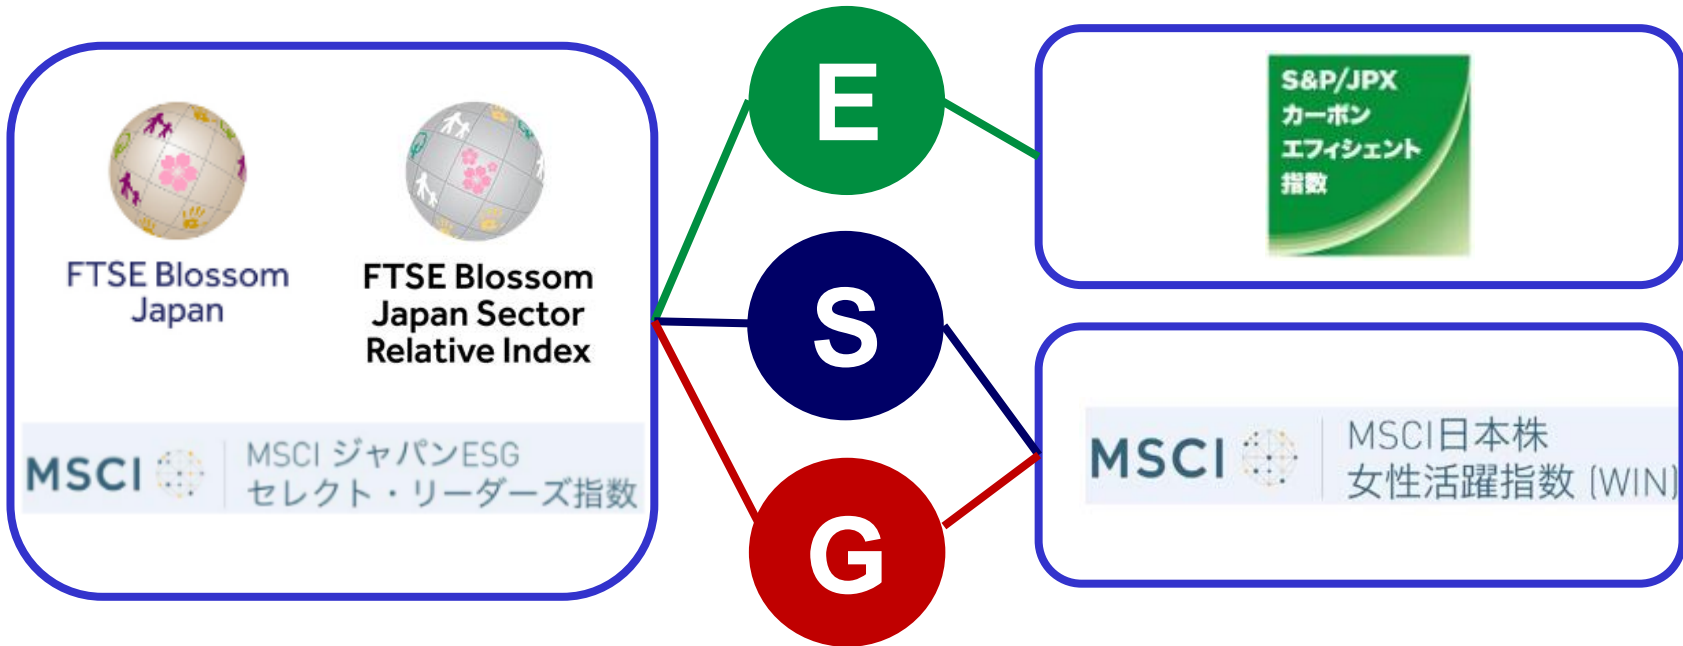 FTSE Blossom
Japan
FTSE Blossom
Japan Sector
Relative Index
MSCI
MSCI ジャパンESG
セレクト・リーダーズ指数
E
S
G
S&P/JPX
カーボン
エフィシェント
指数
MSCI
MSCI日本株
女性活躍指数 (WIN)